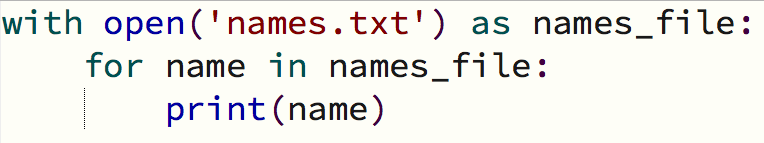 with open('names.txt') as names_file:
    for name in names_file:
        print(name)